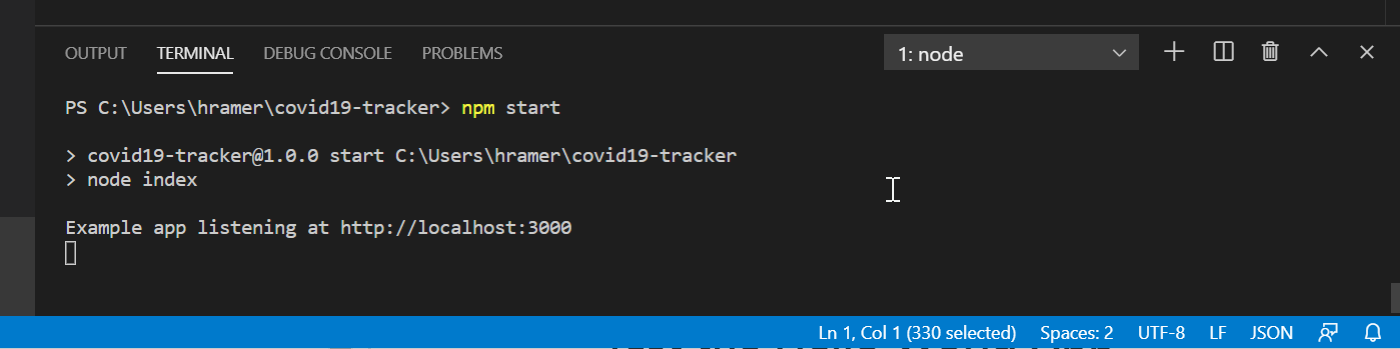 OUTPUT TERMINAL DEBUG CONSOLE PROBLEMS 1: node
PS C:\Users\hramer\covid19-tracker> npm start
> covid19-tracker@1.0.0 start C:\Users\hramer\covid19-tracker
> node index
Example app listening at http://localhost:3000
Ln 1, Col 1 (330 selected) Spaces: 2 UTF-8 LF JSON